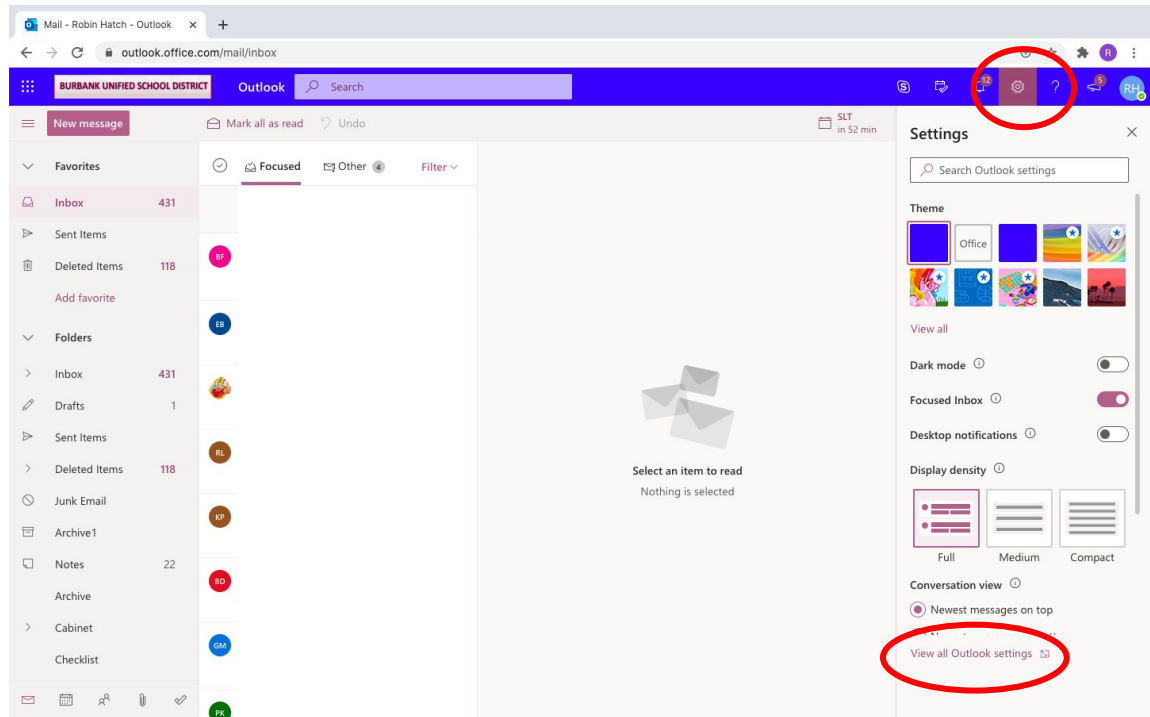 Mail - Robin Hatch - Outlook
outlook.office.com/mail/inbox
R
BURBANK UNIFIED SCHOOL DISTRICT
Outlook
Search
12
5
RH
New message
Mark all as read
Undo
SLT
in 52 min
Favorites
Inbox 431
Sent Items
Deleted Items 118
Add favorite
Folders
Inbox 431
Drafts 1
Sent Items
Deleted Items 118
Junk Email
Archive1
Notes 22
Archive
Cabinet
Checklist
Focused
Other 4
Filter
BF
EB
RL
KP
BD
GM
PK
Select an item to read
Nothing is selected
Settings
Search Outlook settings
Theme
Office
View all
Dark mode
Focused Inbox
Desktop notifications
Display density
Full Medium Compact
Conversation view
Newest messages on top
View all Outlook settings